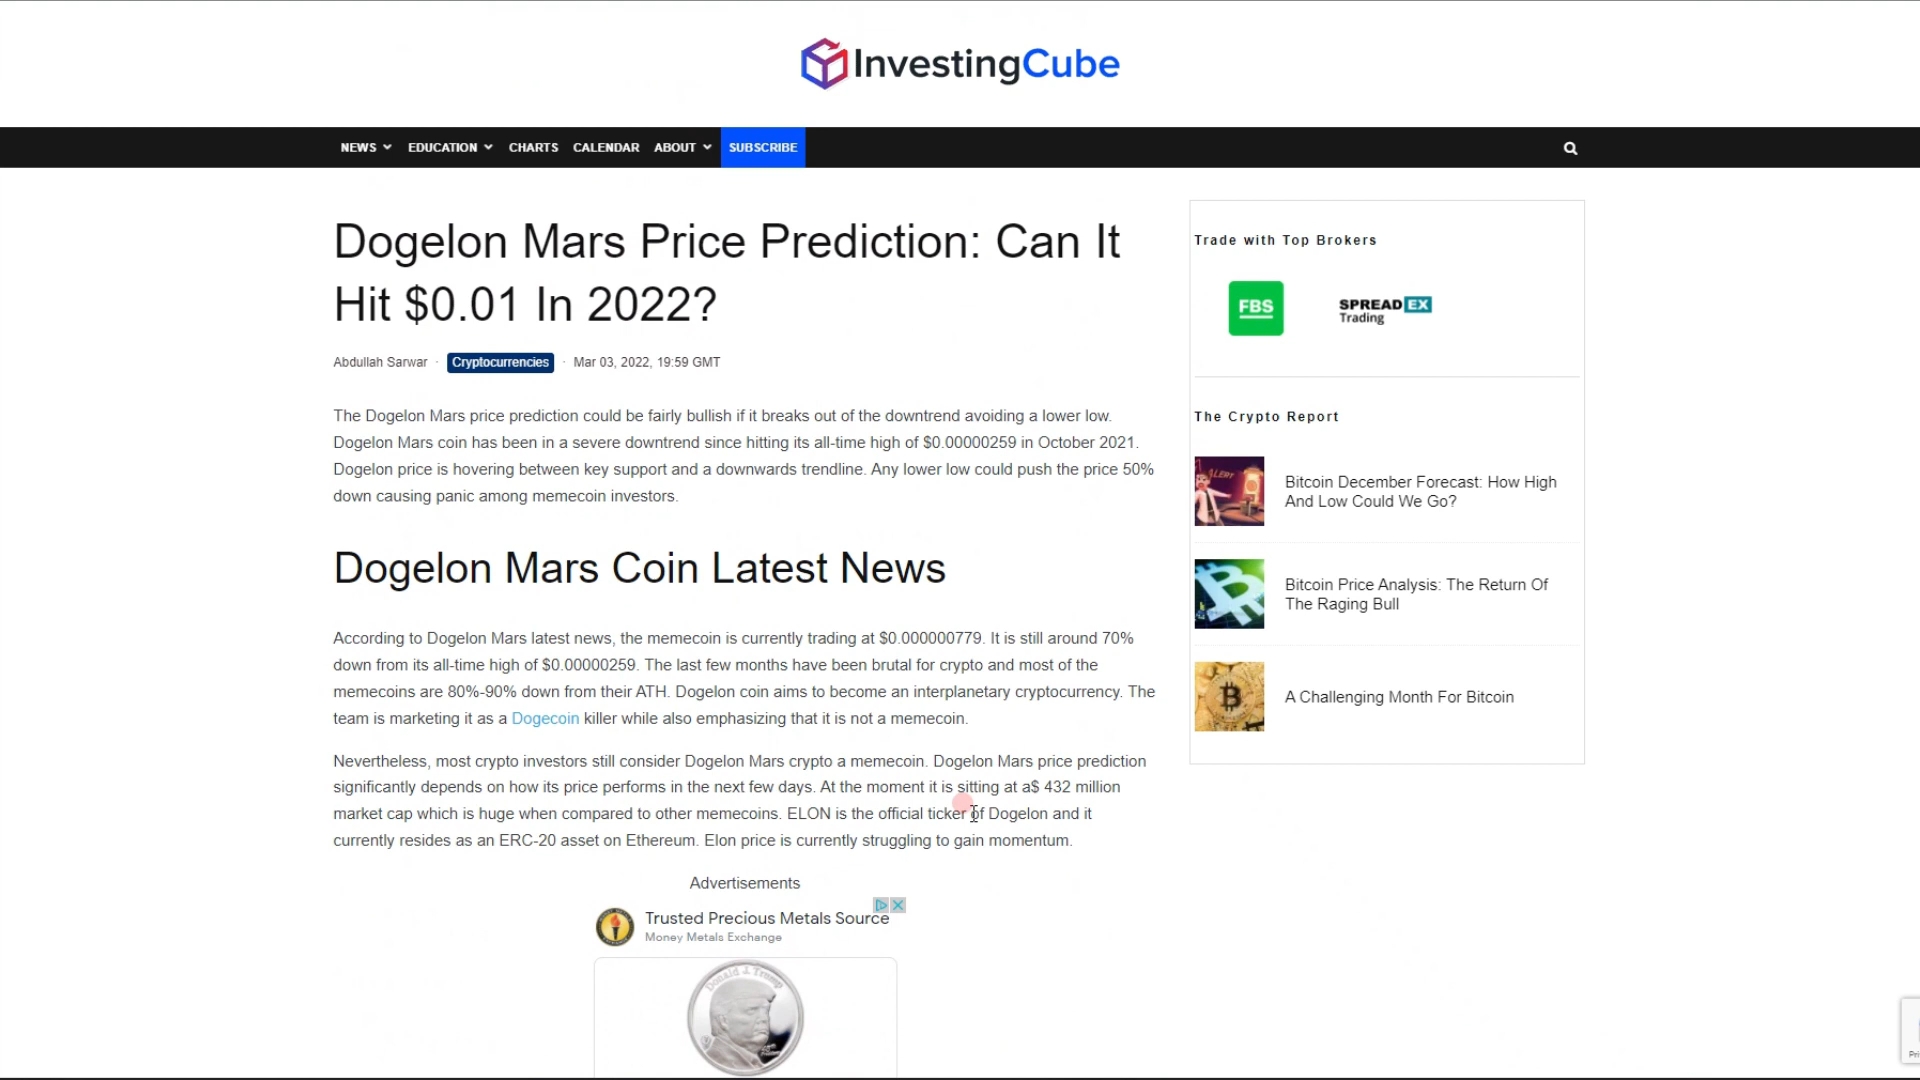 InvestingCube
NEWS EDUCATION CHARTS CALENDAR ABOUT SUBSCRIBE
Dogelon Mars Price Prediction: Can It
Hit $0.01 In 2022?
Abdullah Sarwar · Cryptocurrencies · Mar 03, 2022, 19:59 GMT
The Dogelon Mars price prediction could be fairly bullish if it breaks out of the downtrend avoiding a lower low.
Dogelon Mars coin has been in a severe downtrend since hitting its all-time high of $0.00000259 in October 2021.
Dogelon price is hovering between key support and a downwards trendline. Any lower low could push the price 50%
down causing panic among memecoin investors.
Dogelon Mars Coin Latest News
According to Dogelon Mars latest news, the memecoin is currently trading at $0.000000779. It is still around 70%
down from its all-time high of $0.00000259. The last few months have been brutal for crypto and most of the
memecoins are 80%-90% down from their ATH. Dogelon coin aims to become an interplanetary cryptocurrency. The
team is marketing it as a Dogecoin killer while also emphasizing that it is not a memecoin.
Nevertheless, most crypto investors still consider Dogelon Mars crypto a memecoin. Dogelon Mars price prediction
significantly depends on how its price performs in the next few days. At the moment it is sitting at a$ 432 million
market cap which is huge when compared to other memecoins. ELON is the official ticker of Dogelon and it
currently resides as an ERC-20 asset on Ethereum. Elon price is currently struggling to gain momentum.
Advertisements
Trusted Precious Metals Source
Money Metals Exchange
Donald J. Trump
Trade with Top Brokers
FBS
SPREADEX
Trading
The Crypto Report
ALERT
Bitcoin December Forecast: How High
And Low Could We Go?
Bitcoin Price Analysis: The Return Of
The Raging Bull
A Challenging Month For Bitcoin